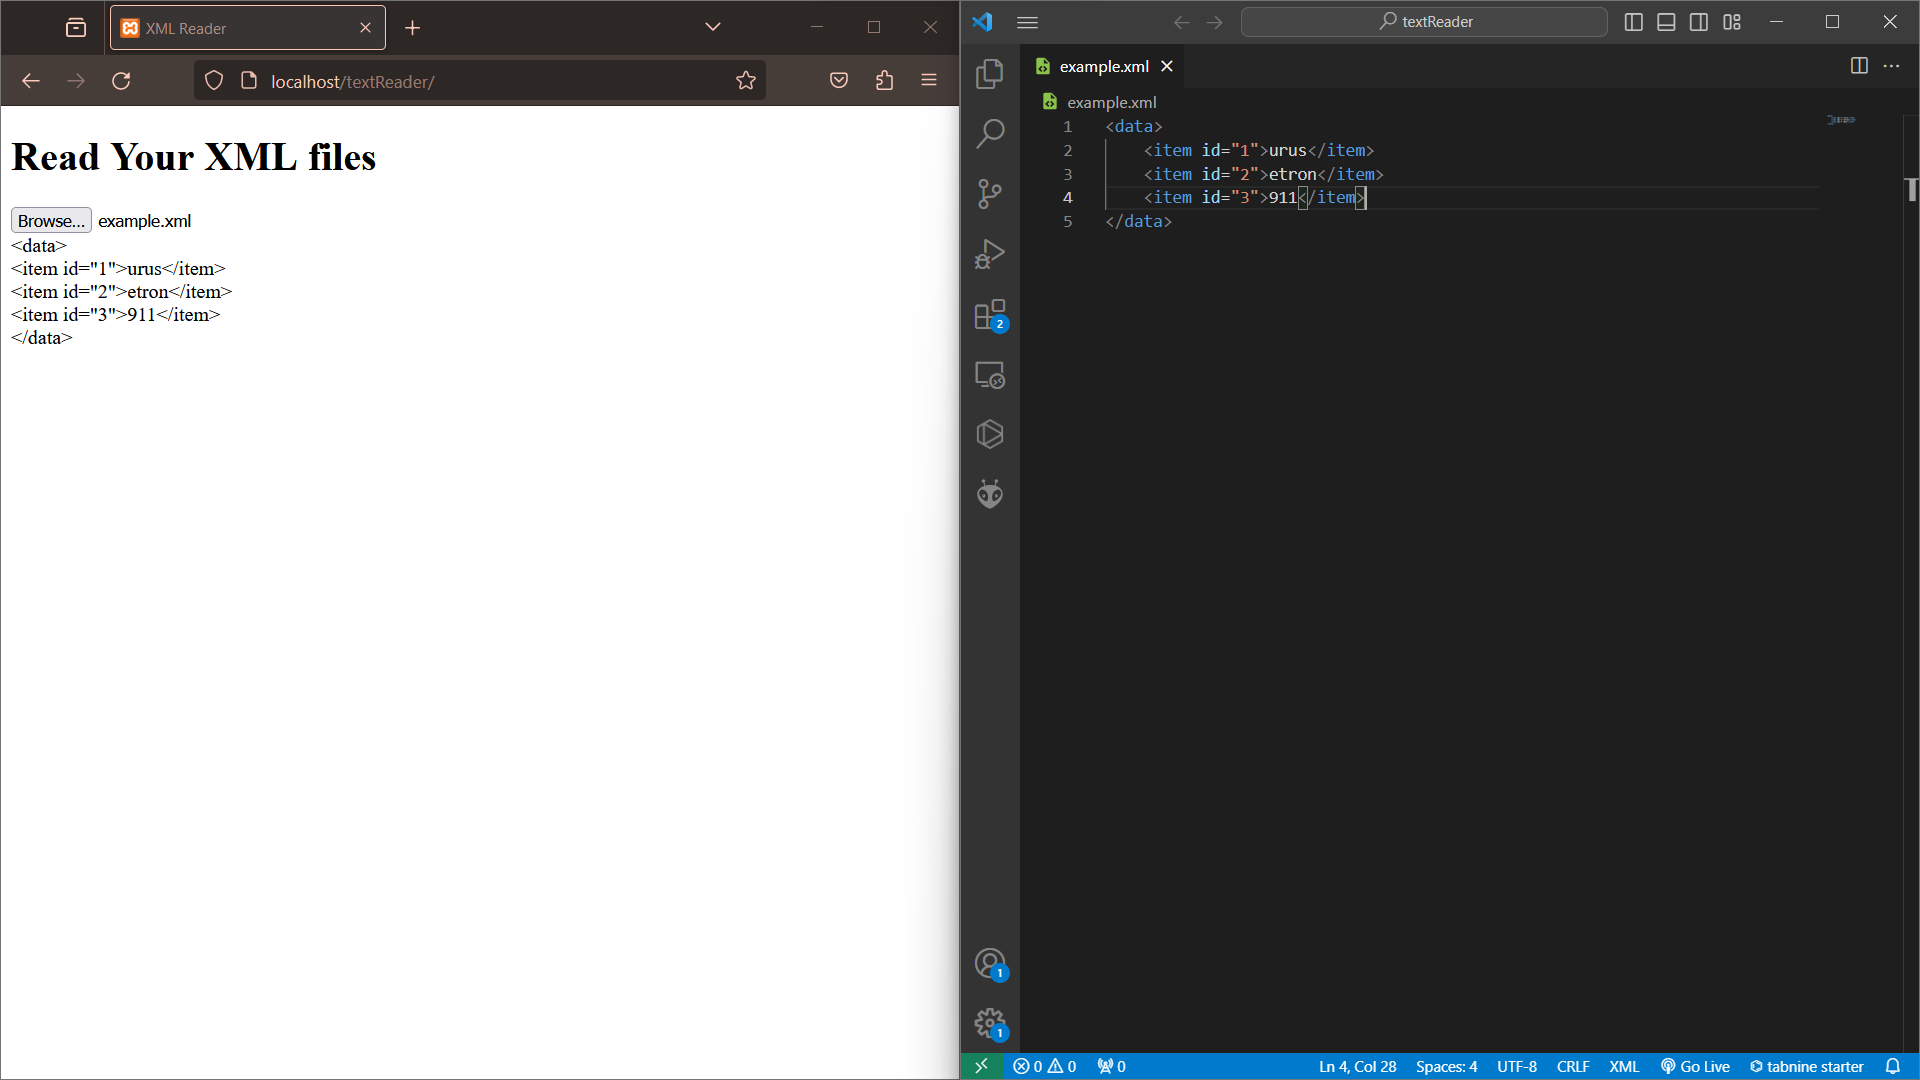 XML Reader
localhost/textReader/
Read Your XML files
Browse... example.xml
<data>
<item id="1">urus</item>
<item id="2">etron</item>
<item id="3">911</item>
</data>
textReader
example.xml
example.xml
1 <data>
2 <item id="1">urus</item>
3 <item id="2">etron</item>
4 <item id="3">911</item>
5 </data>
2
1
1
0 0 0 Ln 4, Col 28 Spaces: 4 UTF-8 CRLF XML Go Live tabnine starter